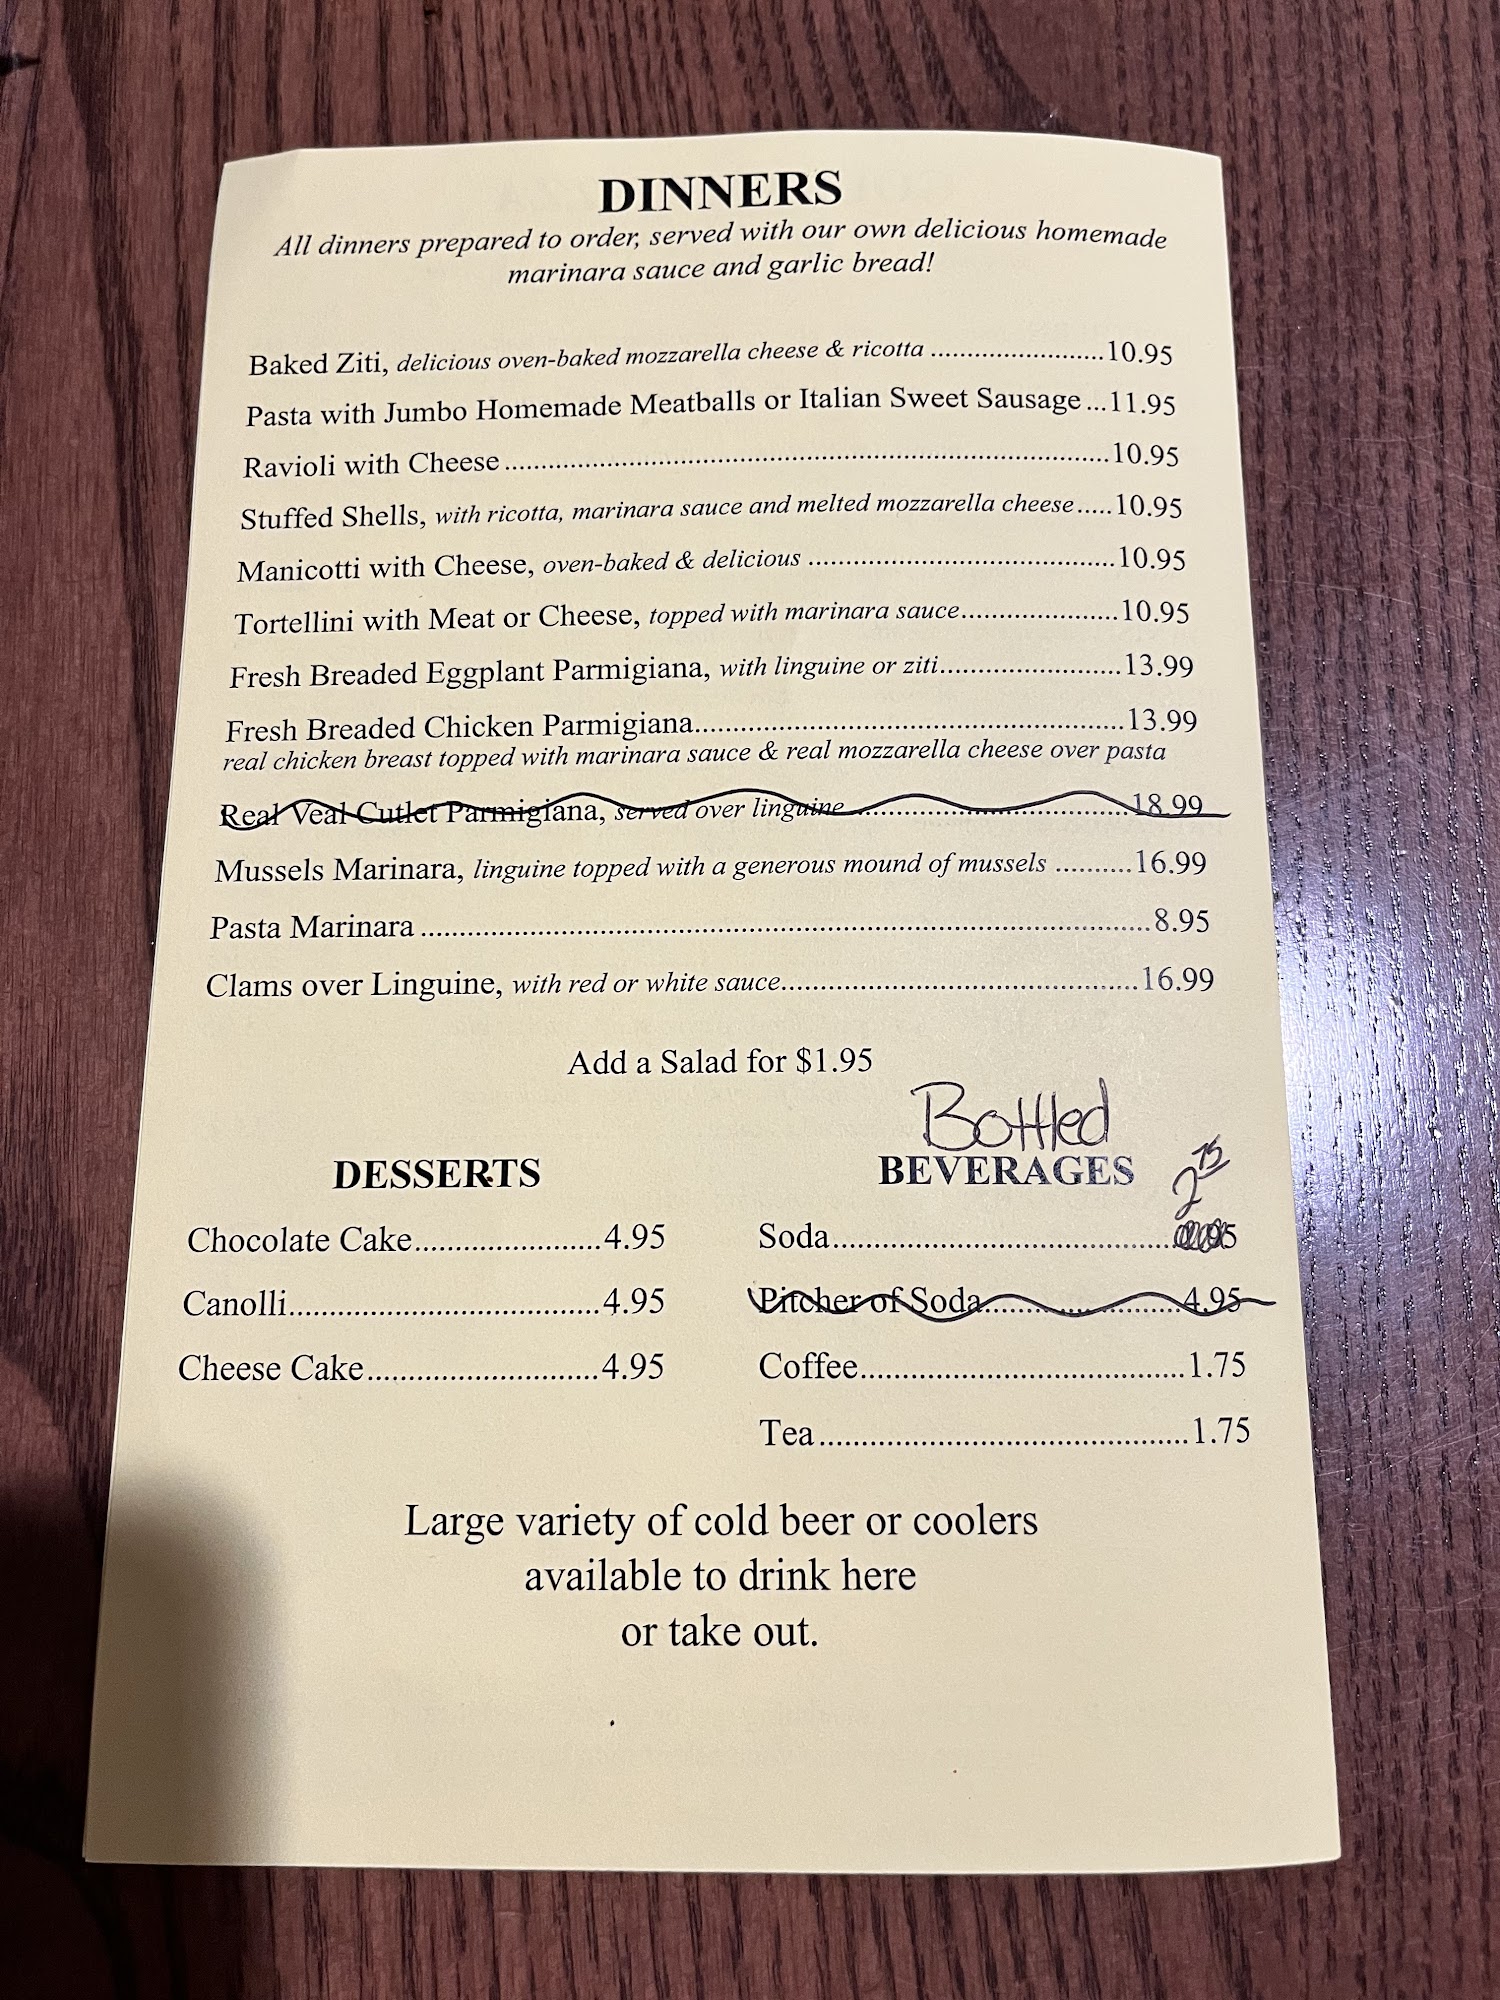 DINNERS
All dinners prepared to order, served with our own delicious homemade
marinara sauce and garlic bread!
Baked Ziti, delicious oven-baked mozzarella cheese & ricotta ........................10.95
Pasta with Jumbo Homemade Meatballs or Italian Sweet Sausage...11.95
Ravioli with Cheese................................................................................10.95
Stuffed Shells, with ricotta, marinara sauce and melted mozzarella cheese.....10.95
Manicotti with Cheese, oven-baked & delicious ........................................10.95
Tortellini with Meat or Cheese, topped with marinara sauce.....................10.95
Fresh Breaded Eggplant Parmigiana, with linguine or ziti........................13.99
Fresh Breaded Chicken Parmigiana........................................................13.99
real chicken breast topped with marinara sauce & real mozzarella cheese over pasta
Real Veal Cutlet Parmigiana, served over linguine....................................18.99
Mussels Marinara, linguine topped with a generous mound of mussels ..........16.99
Pasta Marinara..............................................................................................8.95
Clams over Linguine, with red or white sauce.............................................16.99
Add a Salad for $1.95
Bottled
DESSERTS
Chocolate Cake.......................4.95
Canolli......................................4.95
Cheese Cake............................4.95
BEVERAGES
2 75
Soda..........................................95
Pitcher of Soda........................4.95
Coffee.......................................1.75
Tea.............................................1.75
Large variety of cold beer or coolers
available to drink here
or take out.